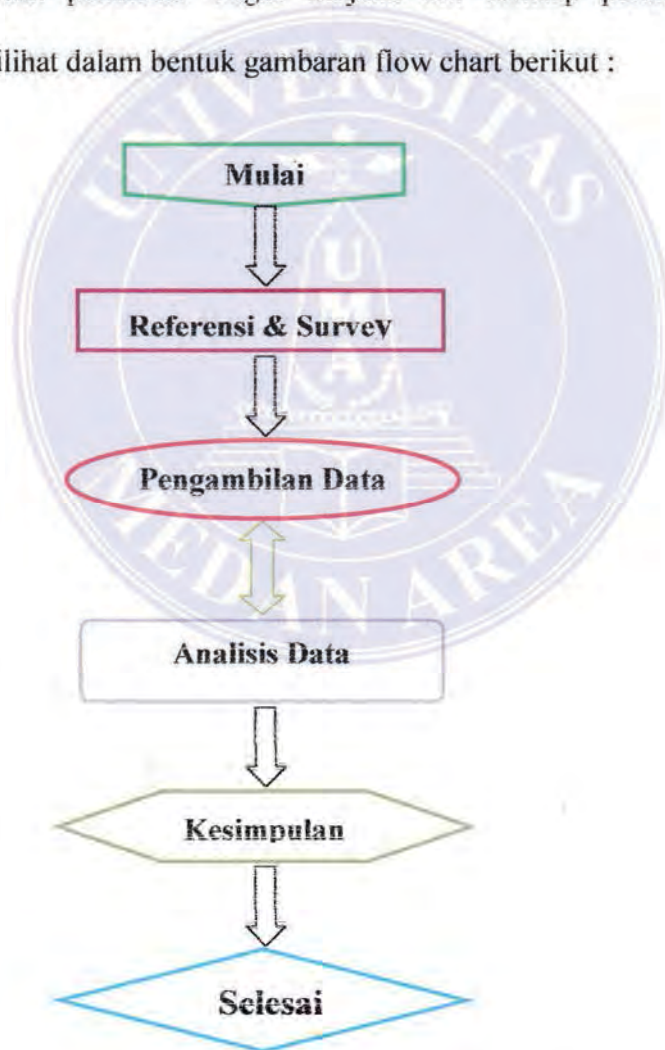 ilihat dalam bentuk gambaran flow chart berikut :
UNIVERSITAS
Mulai
UMA
Referensi & Survey
Pengambilan Data
MEDAN AREA
Analisis Data
Kesimpulan
Selesai